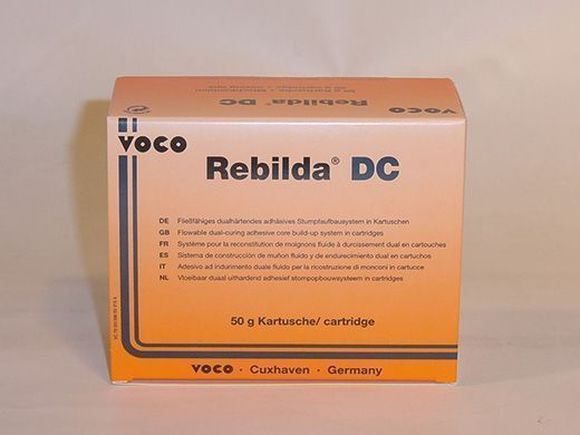 Rebilda® DC
VOCO
VOCO
Rebilda® DC
DE Fließfähiges dualhärtendes adhäsives Stumpfaufbausystem in Kartuschen
GB Flowable dual-curing adhesive core build-up system in cartridges
FR Système pour la reconstitution de moignons fluide à durcissement dual en cartouches
ES Sistema de construcción de muñon fluido y de endurecimiento dual en cartuchos
IT Adesivo ad indurimento duale fluido per la ricostruzione di monconi in cartucce
NL Vloeibaar duaal uithardend adhesief stompopbouwsysteem in cartridges
50 g Kartusche/ cartridge
VOCO · Cuxhaven · Germany